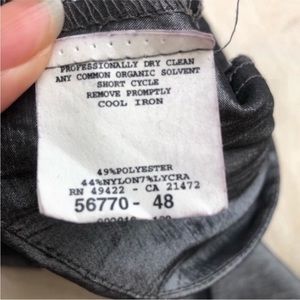 PROFESSIONALLY DRY CLEAN
ANY COMMON ORGANIC SOLVENT
SHORT CYCLE
REMOVE PROMPTLY
COOL IRON
49%POLYESTER
44%NYLON7%LYCRA
RN 49422 - CA 21472
56770 - 48